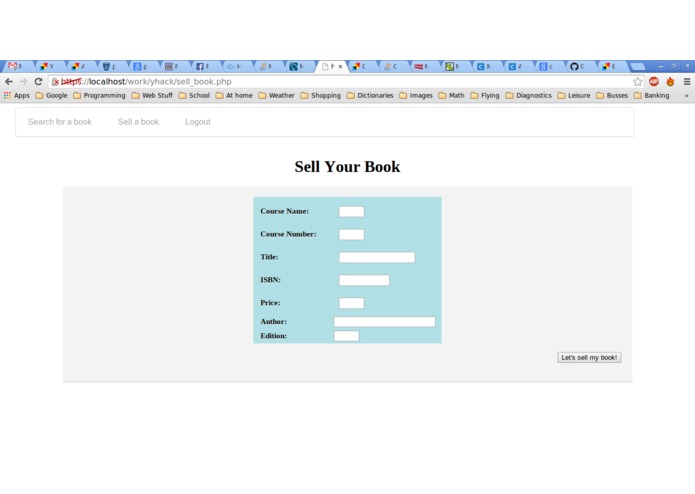 M
Y
A
p
p
F
F
H
M
M
h
C
C
M
M
M
A
c
C
E
https://localhost/work/yhack/sell_book.php
ABP
Apps Google Programming Web Stuff School At home Weather Shopping Dictionaries Images Math Flying Diagnostics Leisure Busses Banking »
Search for a book Sell a book Logout
Sell Your Book
Course Name:
Course Number:
Title:
ISBN:
Price:
Author:
Edition:
Let's sell my book!